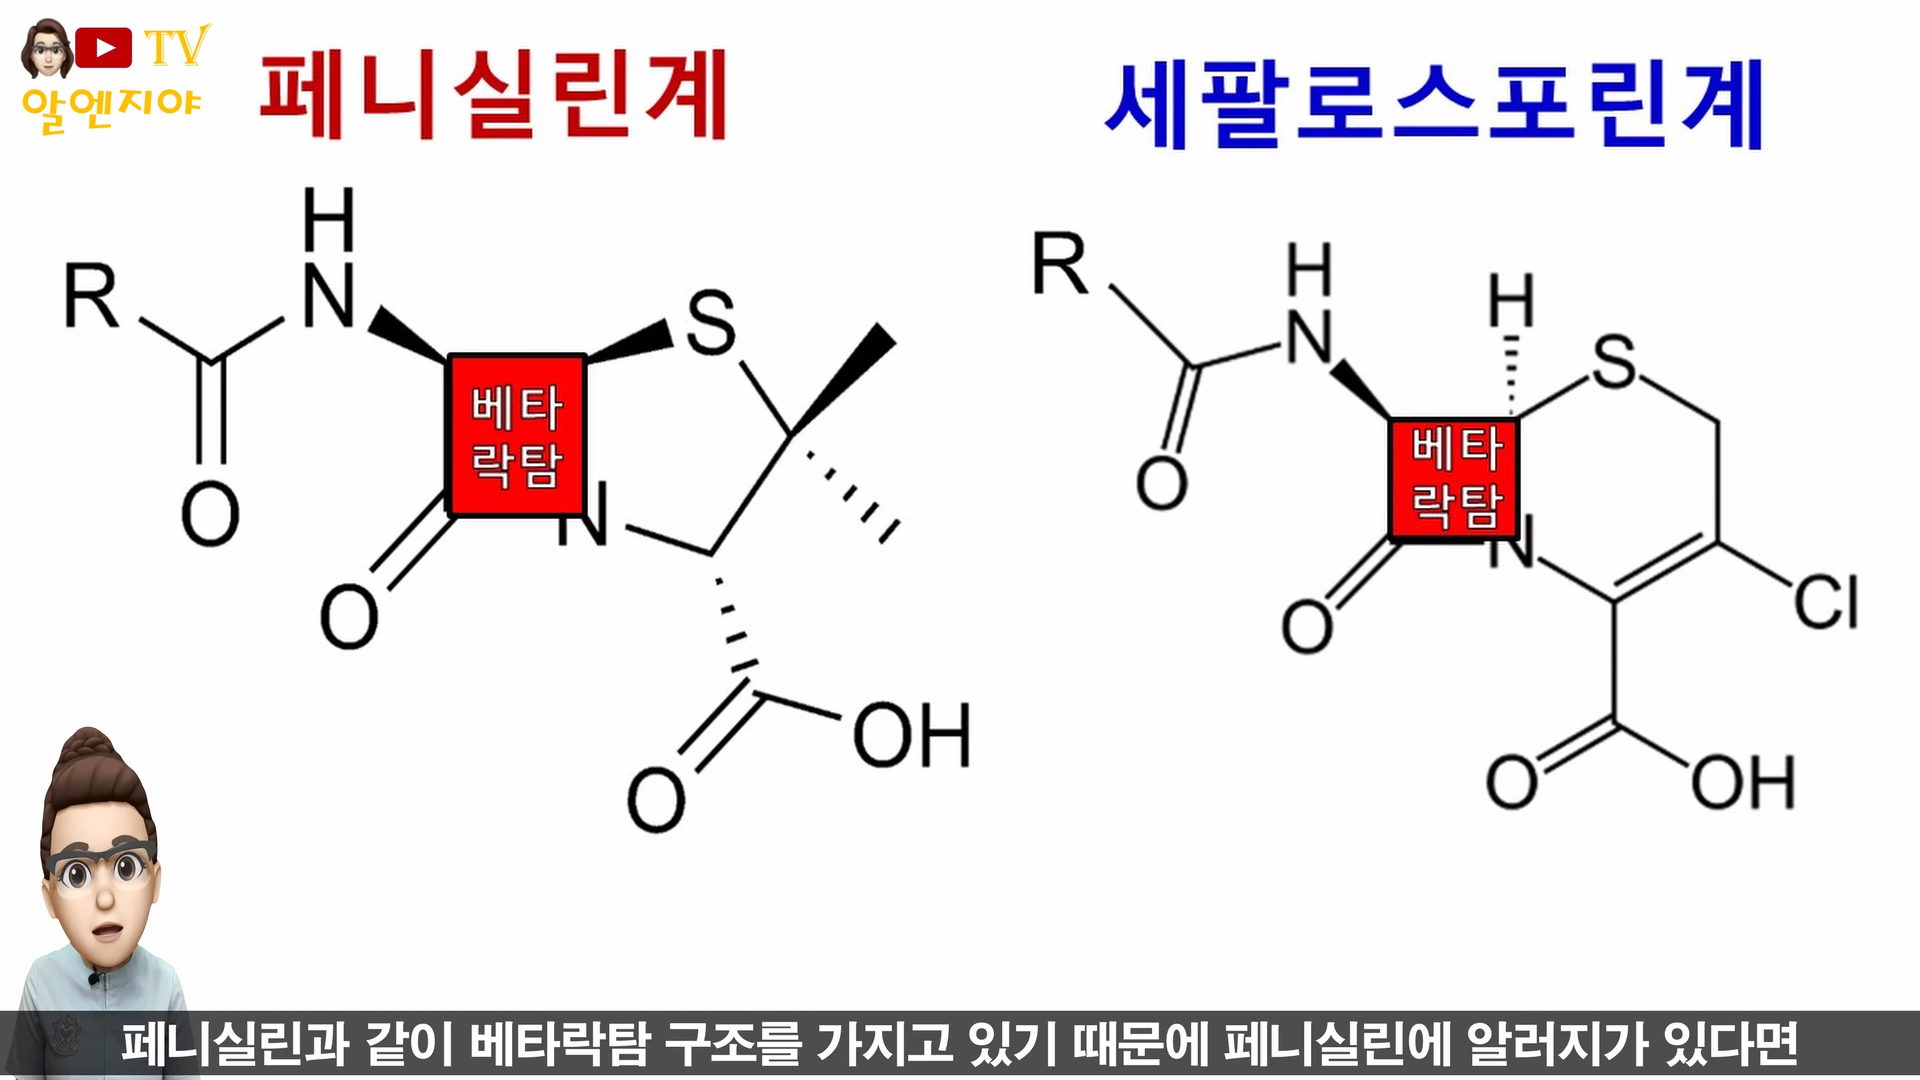 TV
알엔지야
페니실린계
세팔로스포린계
H
N
R
S
베타
락탐
O
N
O
O
OH
R
H
N
H
S
베타
락탐
O
N
O
Cl
O
OH
페니실린과 같이 베타락탐 구조를 가지고 있기 때문에 페니실린에 알러지가 있다면